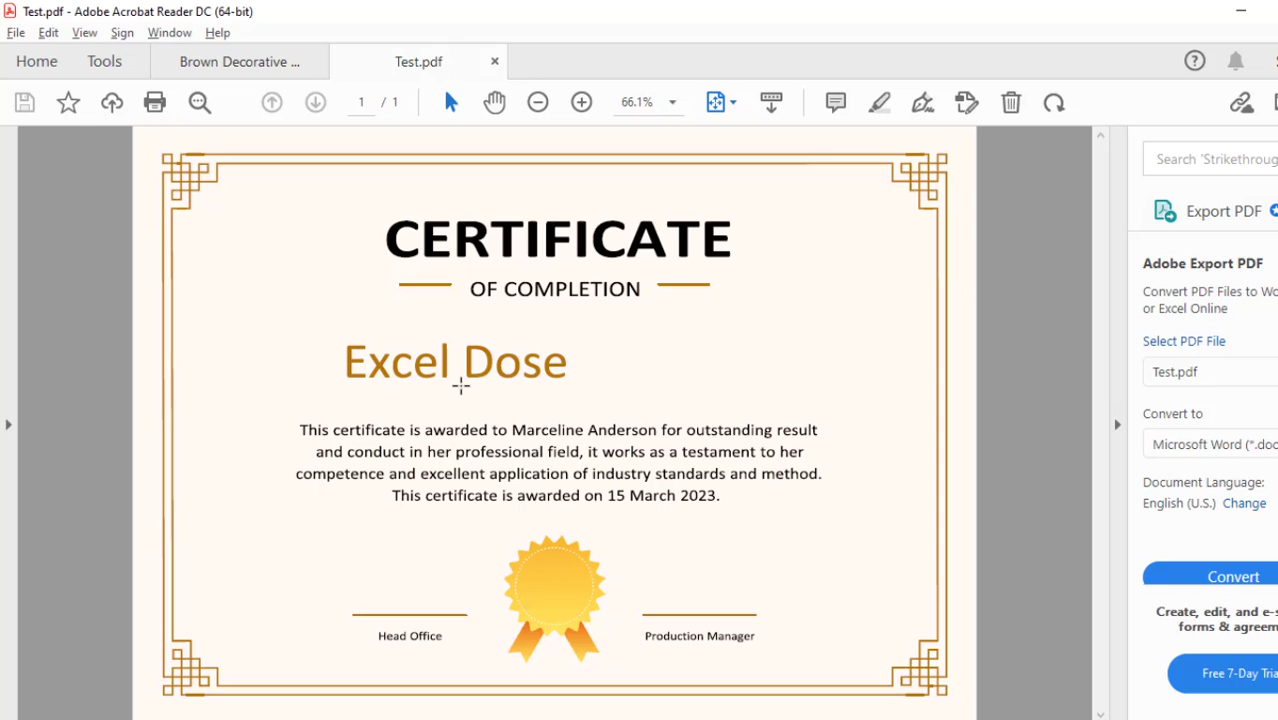 Test.pdf - Adobe Acrobat Reader DC (64-bit)
File Edit View Sign Window Help
Home Tools Brown Decorative ... Test.pdf ×
1 / 1 66.1%
CERTIFICATE
OF COMPLETION
Excel Dose
This certificate is awarded to Marceline Anderson for outstanding result
and conduct in her professional field, it works as a testament to her
competence and excellent application of industry standards and method.
This certificate is awarded on 15 March 2023.
Head Office Production Manager
Search 'Strikethroug
Export PDF
Adobe Export PDF
Convert PDF Files to Wo
or Excel Online
Select PDF File
Test.pdf
Convert to
Microsoft Word (*.doc
Document Language:
English (U.S.) Change
Convert
Create, edit, and e-s
forms & agreem
Free 7-Day Tria